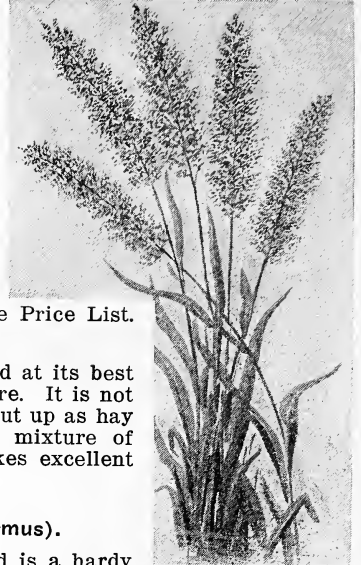 e Price List.
d at its best
re. It is not
ut up as hay
mixture of
kes excellent
mus).
d is a hardy